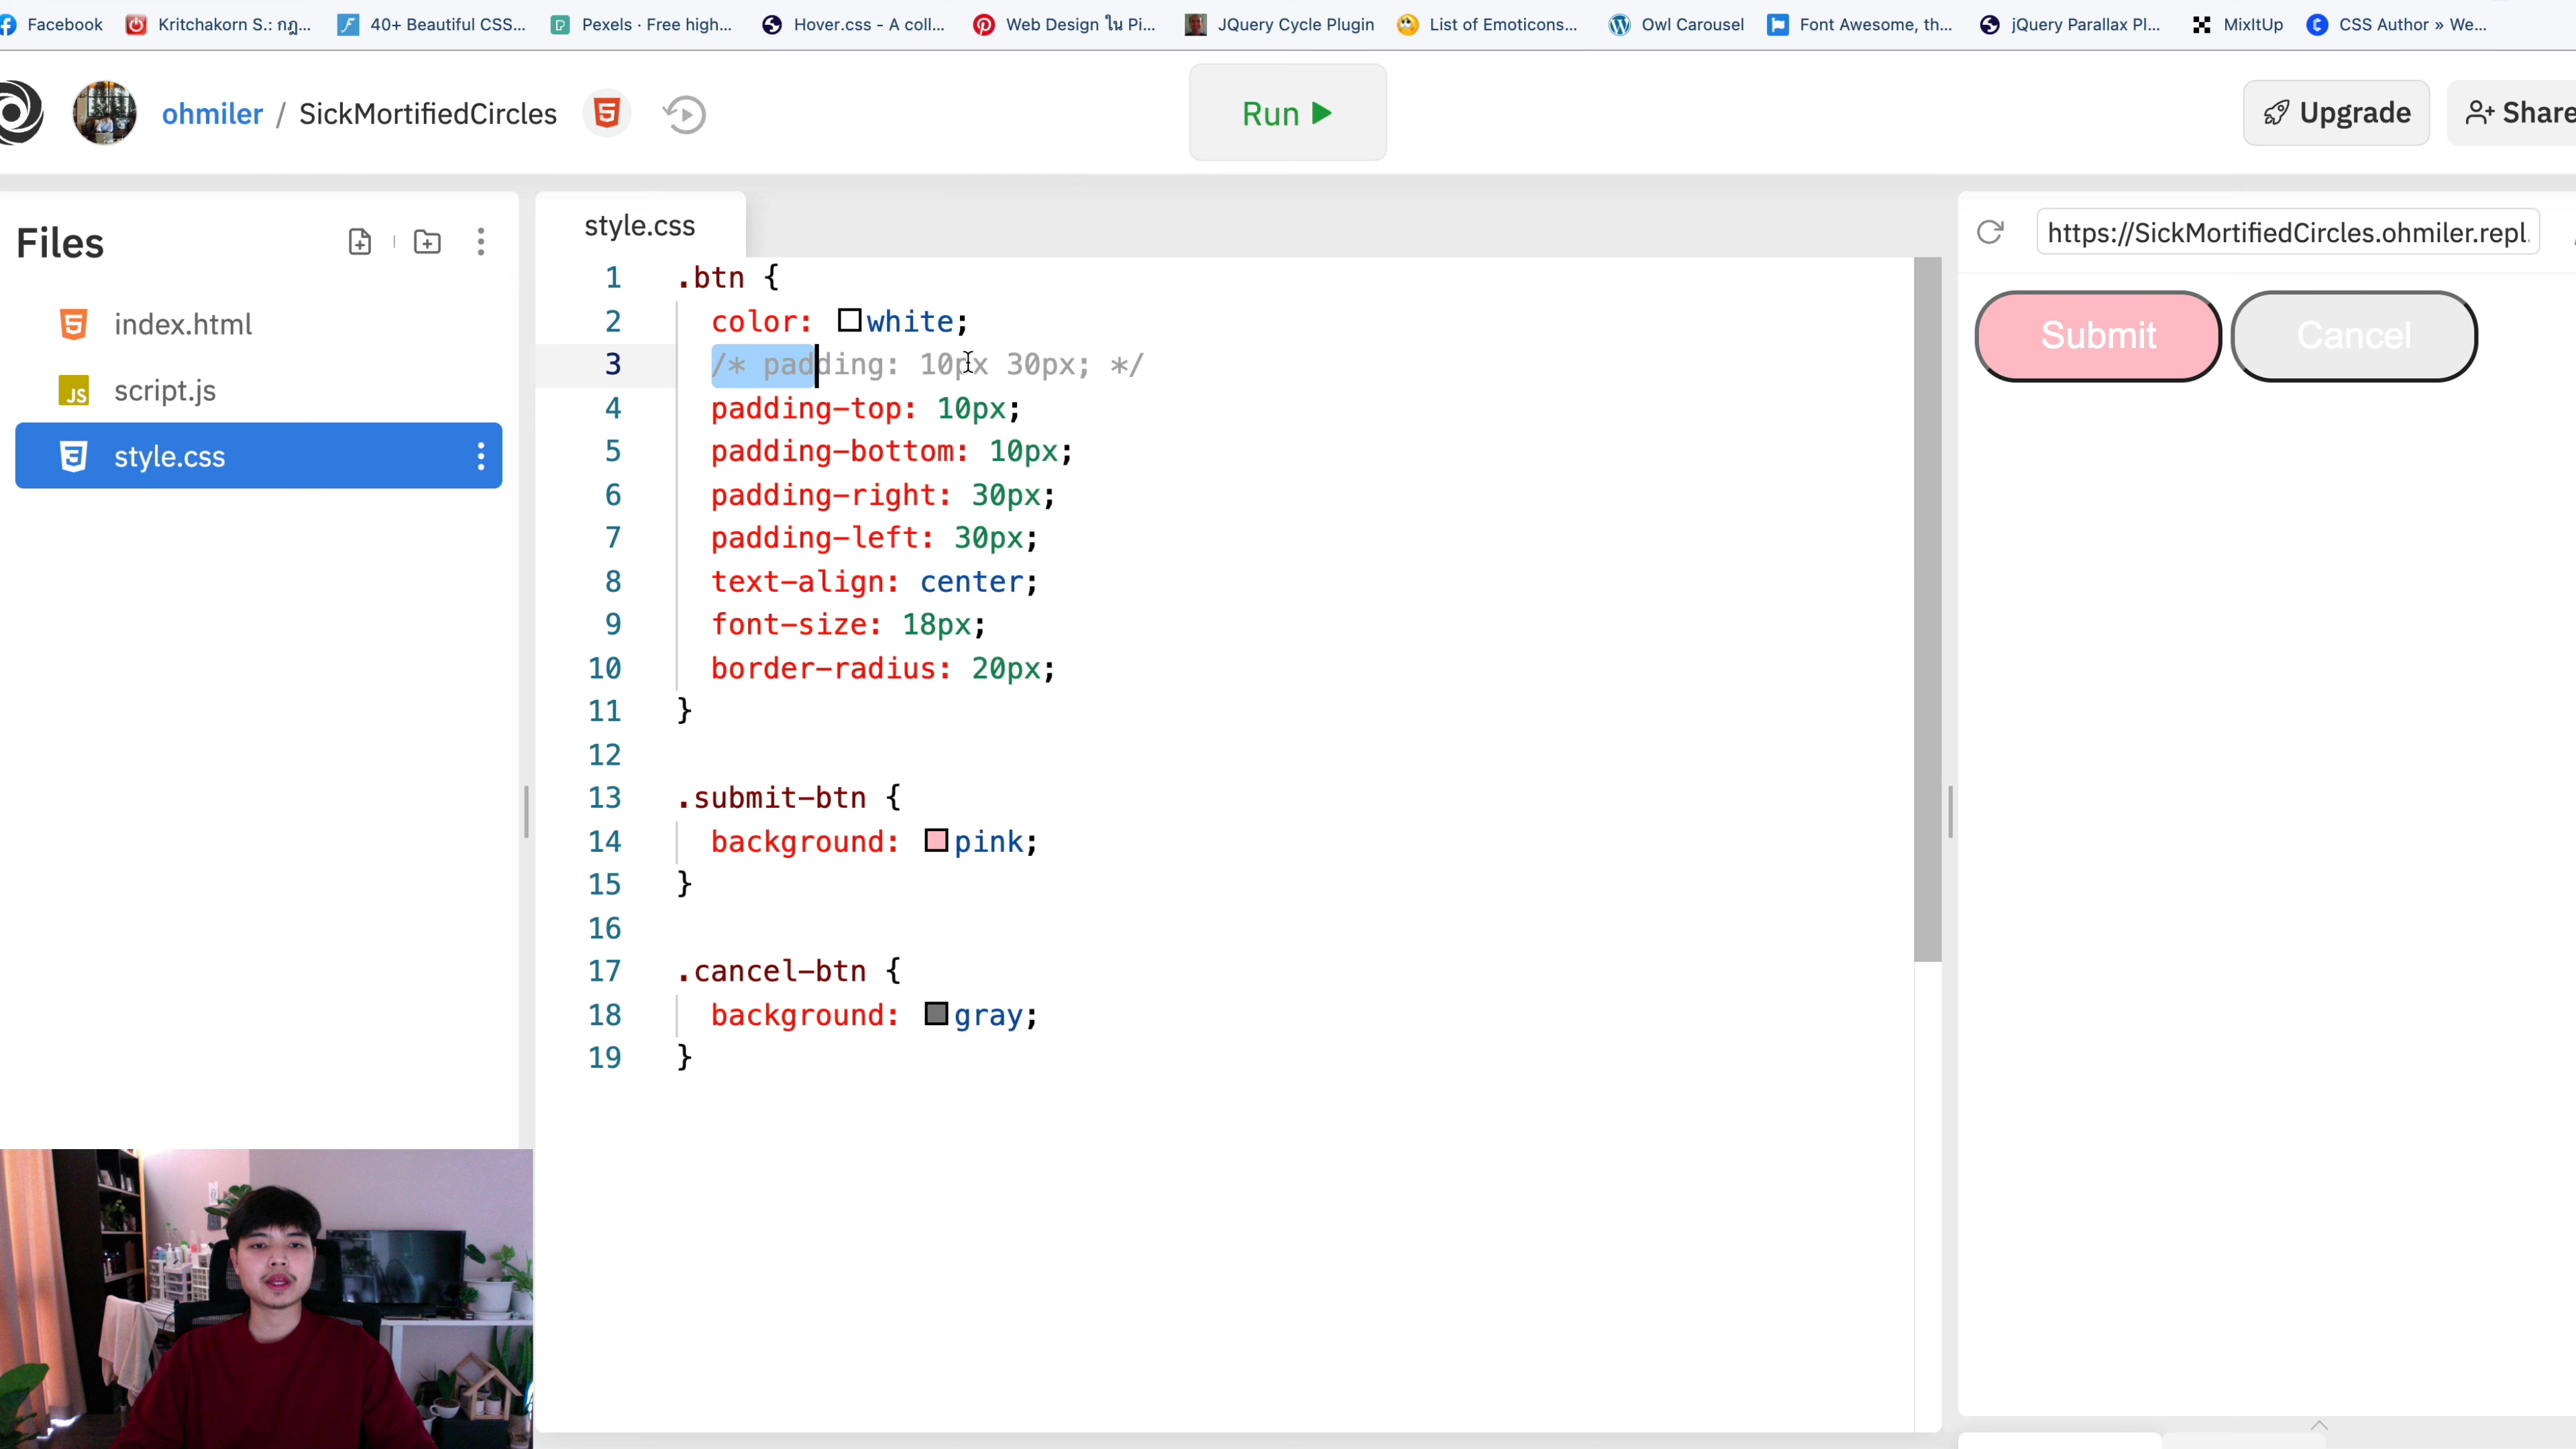 Facebook Kritchakorn S.: กฎ... 40+ Beautiful CSS... Pexels · Free high... Hover.css - A coll... Web Design ใน Pi... JQuery Cycle Plugin List of Emoticons... Owl Carousel Font Awesome, th... jQuery Parallax Pl... MixItUp CSS Author » We...
ohmiler / SickMortifiedCircles Run Upgrade Share
Files
index.html
script.js
style.css
style.css
1 .btn {
2 color: white;
3 /* padding: 10px 30px; */
4 padding-top: 10px;
5 padding-bottom: 10px;
6 padding-right: 30px;
7 padding-left: 30px;
8 text-align: center;
9 font-size: 18px;
10 border-radius: 20px;
11 }
12
13 .submit-btn {
14 background: pink;
15 }
16
17 .cancel-btn {
18 background: gray;
19 }
https://SickMortifiedCircles.ohmiler.repl.
Submit Cancel